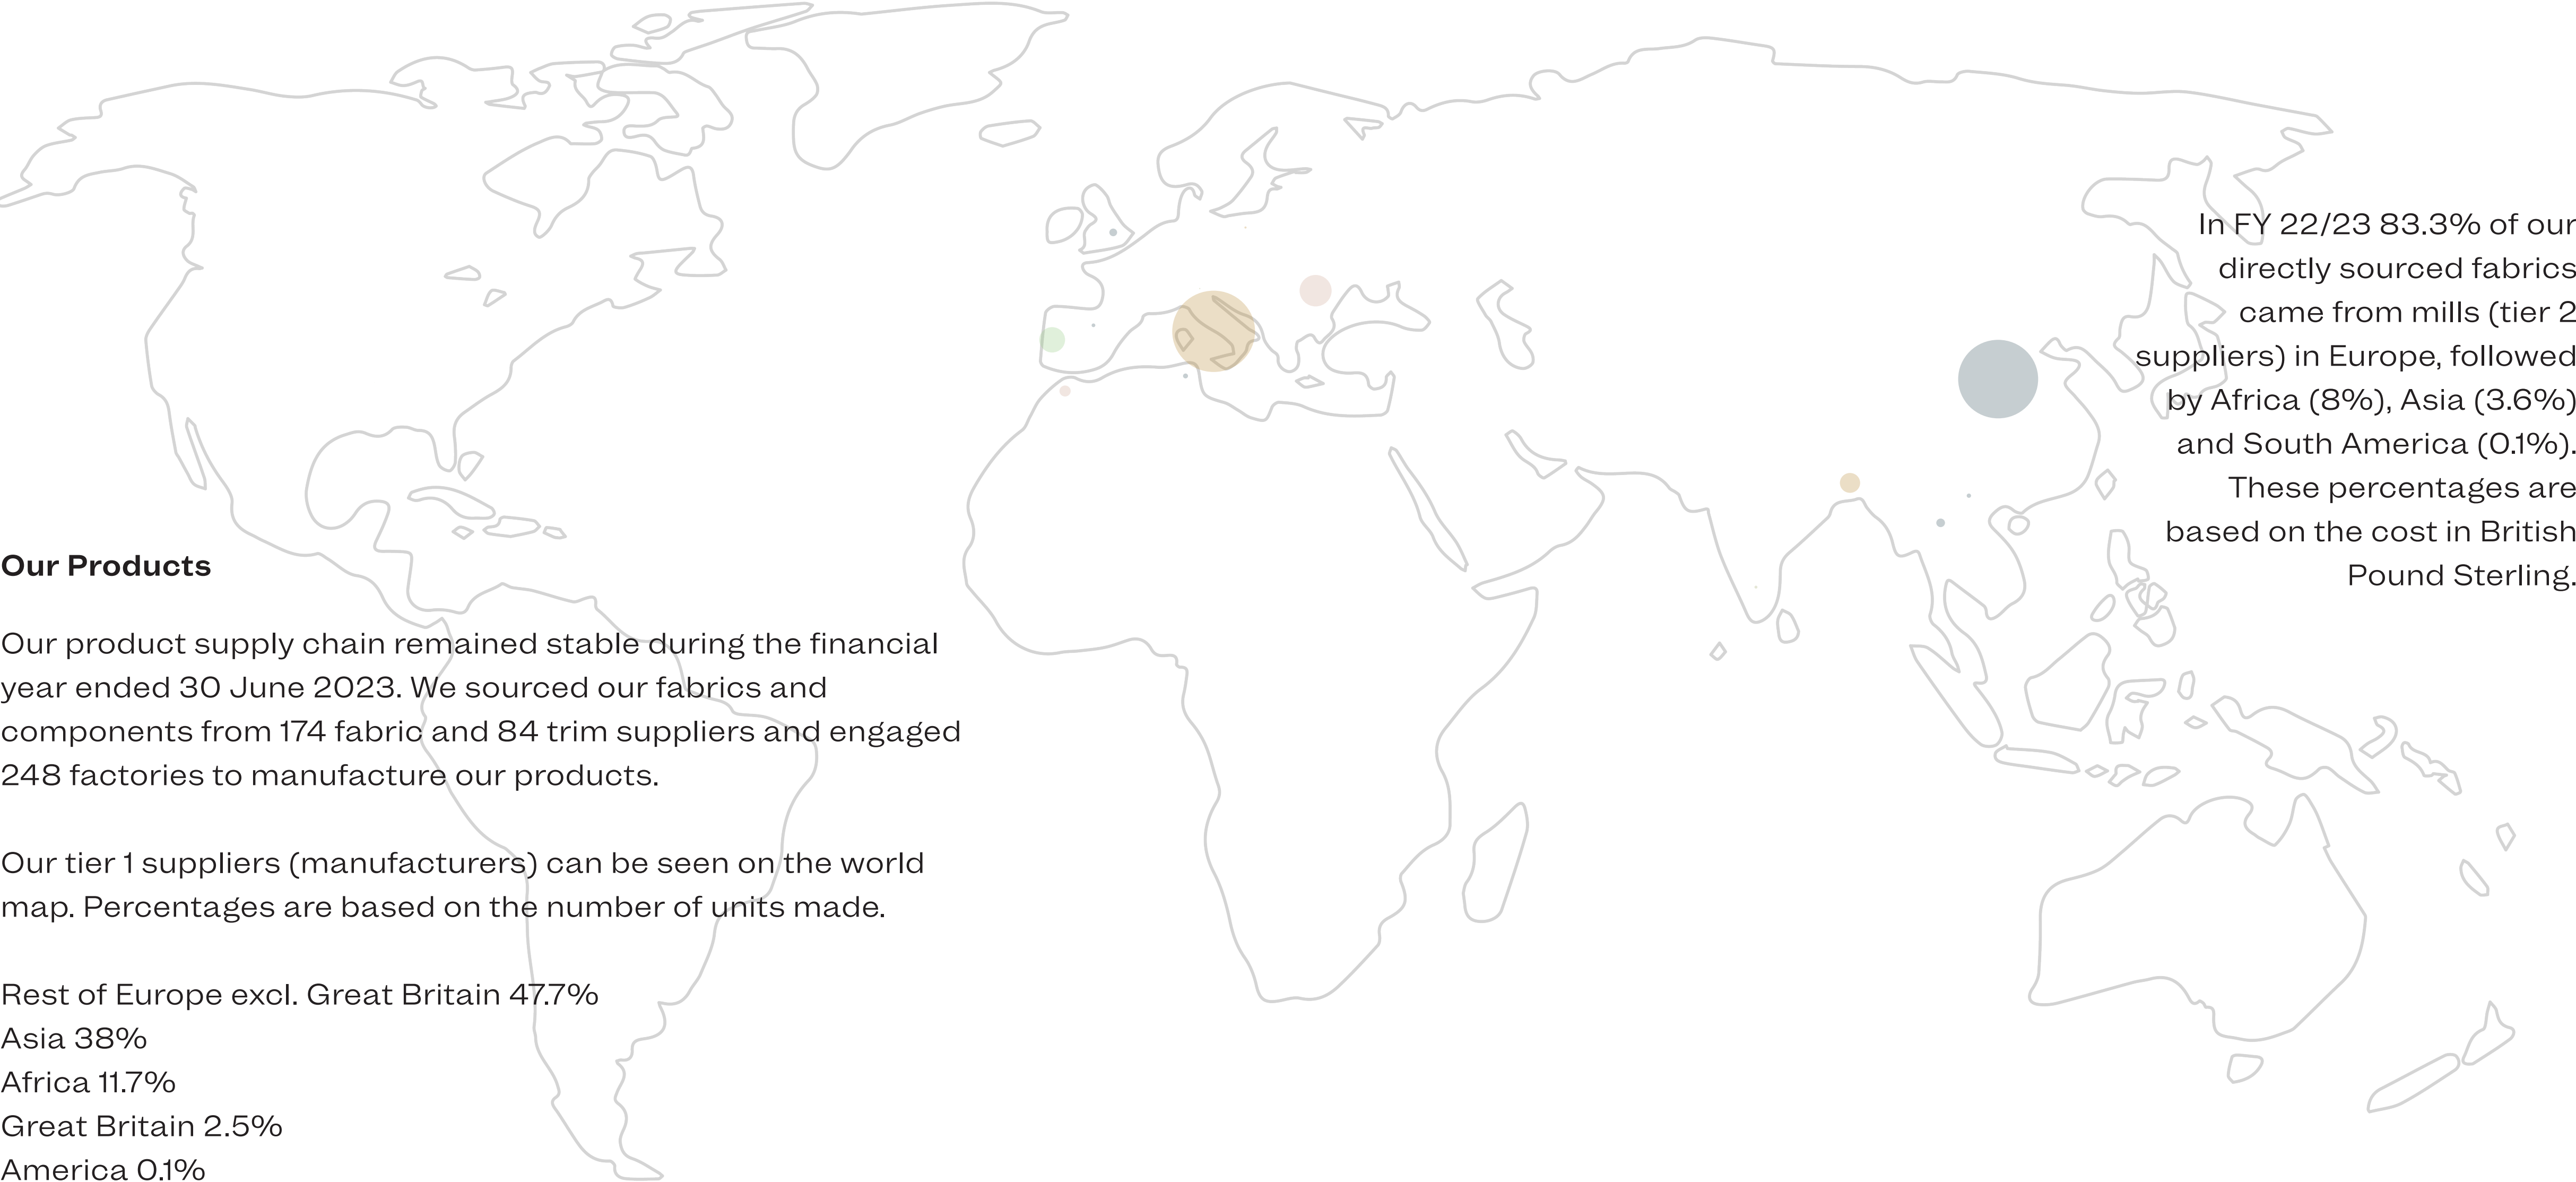 Our Products
Our product supply chain remained stable during the financial
year ended 30 June 2023. We sourced our fabrics and
components from 174 fabric and 84 trim suppliers and engaged
248 factories to manufacture our products.
Our tier 1 suppliers (manufacturers) can be seen on the world
map. Percentages are based on the number of units made.
Rest of Europe excl. Great Britain 47.7%
Asia 38%
Africa 11.7%
Great Britain 2.5%
America 0.1%
In FY 22/23 83.3% of our
directly sourced fabrics
came from mills (tier 2
suppliers) in Europe, followed
by Africa (8%), Asia (3.6%)
and South America (0.1%).
These percentages are
based on the cost in British
Pound Sterling.